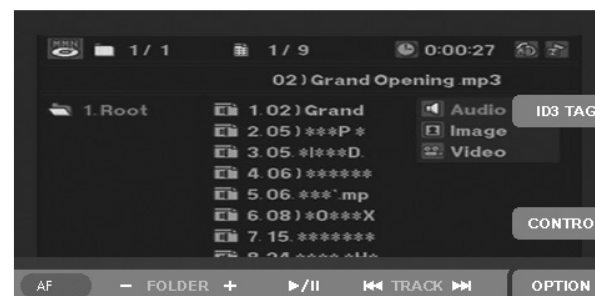 1/1 1/9 0:00:27
02)Grand Opening.mp3
1.Root 1.02)Grand Audio ID3 TAG
2.05)***P* Image
3.05.*I***D. Video
4.06)******
5.06.***`.mp
6.08)*O***X CONTRO
7.15.*******
AF – FOLDER + ►/II ⏮ TRACK ⏭ OPTION